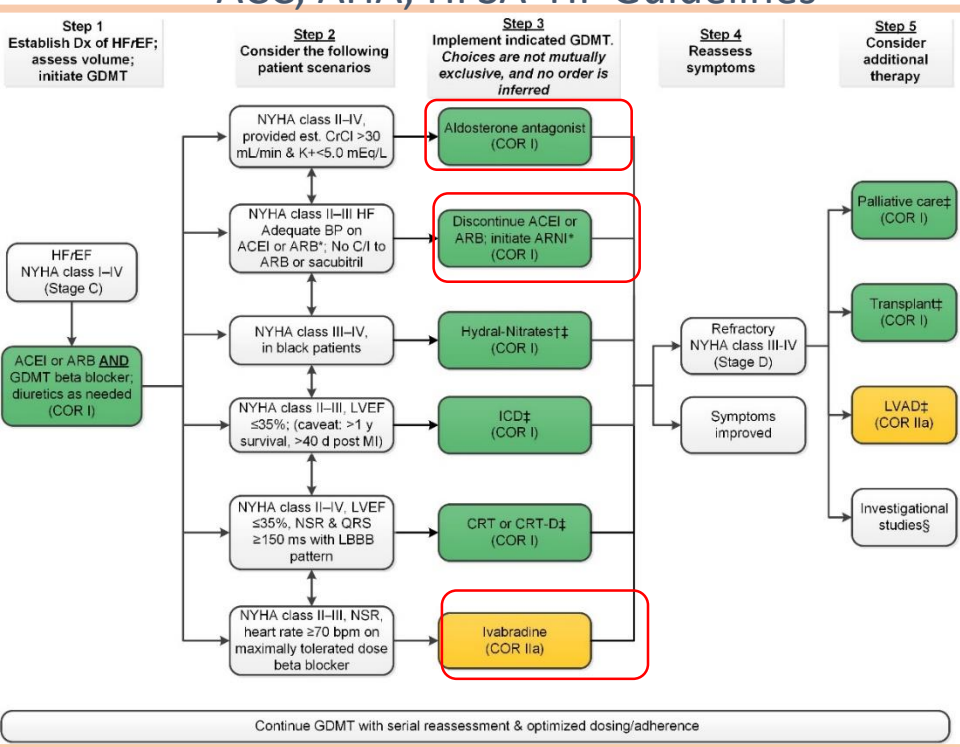 ACC, AHA, HFSA HF Guidelines
Step 1
Establish Dx of HFrEF;
assess volume;
initiate GDMT
Step 2
Consider the following
patient scenarios
Step 3
Implement indicated GDMT.
Choices are not mutually
exclusive, and no order is
inferred
Step 4
Reassess
symptoms
Step 5
Consider
additional
therapy
HFrEF
NYHA class I–IV
(Stage C)
ACEI or ARB AND
GDMT beta blocker;
diuretics as needed
(COR I)
NYHA class II–IV,
provided est. CrCl >30
mL/min & K+<5.0 mEq/L
NYHA class II–III HF
Adequate BP on
ACEI or ARB*; No C/I to
ARB or sacubitril
NYHA class III–IV,
in black patients
NYHA class II–III, LVEF
≤35%; (caveat: >1 y
survival, >40 d post MI)
NYHA class II–IV, LVEF
≤35%, NSR & QRS
≥150 ms with LBBB
pattern
NYHA class II–III, NSR,
heart rate ≥70 bpm on
maximally tolerated dose
beta blocker
Aldosterone antagonist
(COR I)
Discontinue ACEI or
ARB; initiate ARNI*
(COR I)
Hydral-Nitrates†‡
(COR I)
ICD‡
(COR I)
CRT or CRT-D‡
(COR I)
Ivabradine
(COR IIa)
Refractory
NYHA class III-IV
(Stage D)
Symptoms
improved
Palliative care‡
(COR I)
Transplant‡
(COR I)
LVAD‡
(COR IIa)
Investigational
studies§
Continue GDMT with serial reassessment & optimized dosing/adherence